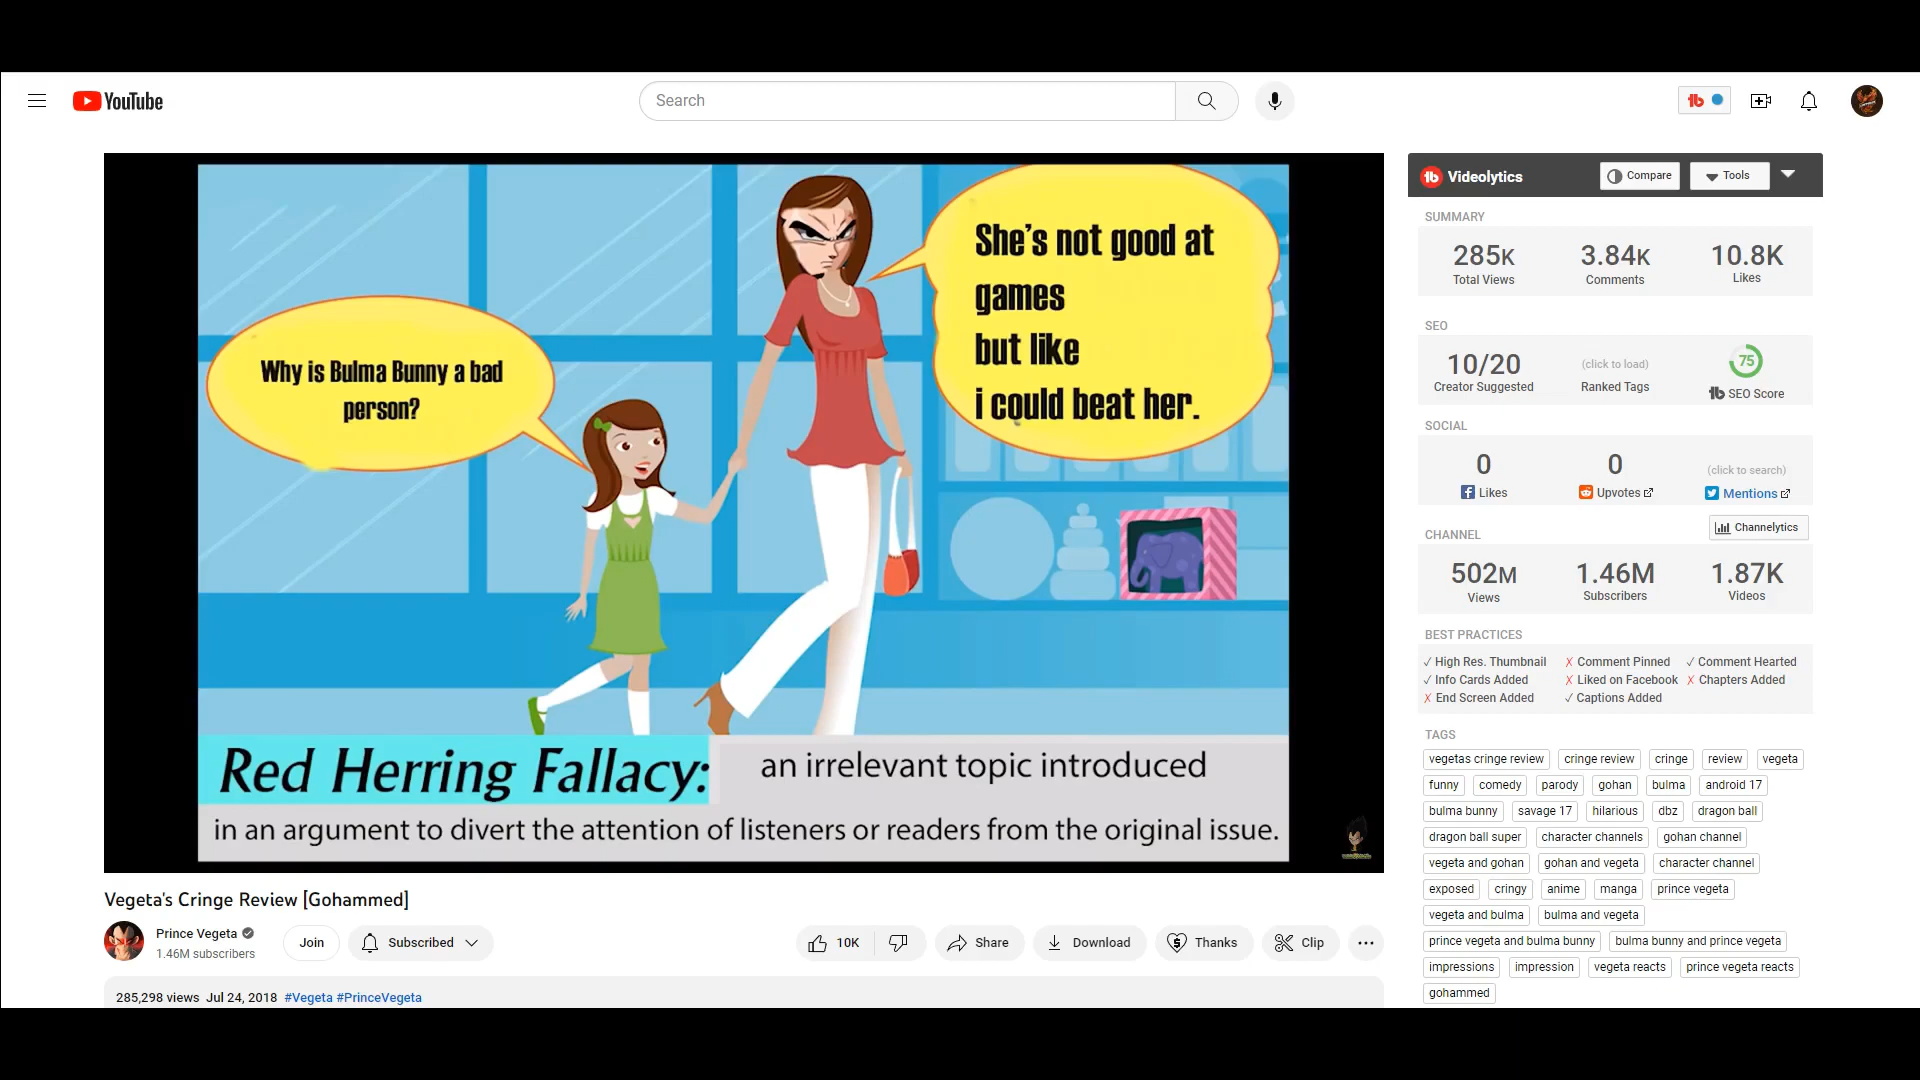 YouTube
Search
Why is Bulma Bunny a bad
person?
She's not good at
games
but like
i could beat her.
Red Herring Fallacy: an irrelevant topic introduced
in an argument to divert the attention of listeners or readers from the original issue.
Vegeta's Cringe Review [Gohammed]
Prince Vegeta
1.46M subscribers
Join
Subscribed
10K
Share
Download
Thanks
Clip
285,298 views Jul 24, 2018 #Vegeta #PrinceVegeta
tb
tb Videolytics
Compare
Tools
SUMMARY
285K 3.84K 10.8K
Total Views Comments Likes
SEO
10/20 (click to load) 75
Creator Suggested Ranked Tags tb SEO Score
SOCIAL
0 0 (click to search)
Likes Upvotes Mentions
Channelytics
CHANNEL
502M 1.46M 1.87K
Views Subscribers Videos
BEST PRACTICES
✓ High Res. Thumbnail ✗ Comment Pinned ✓ Comment Hearted
✓ Info Cards Added ✗ Liked on Facebook ✗ Chapters Added
✗ End Screen Added ✓ Captions Added
TAGS
vegetas cringe review cringe review cringe review vegeta
funny comedy parody gohan bulma android 17
bulma bunny savage 17 hilarious dbz dragon ball
dragon ball super character channels gohan channel
vegeta and gohan gohan and vegeta character channel
exposed cringy anime manga prince vegeta
vegeta and bulma bulma and vegeta
prince vegeta and bulma bunny bulma bunny and prince vegeta
impressions impression vegeta reacts prince vegeta reacts
gohammed